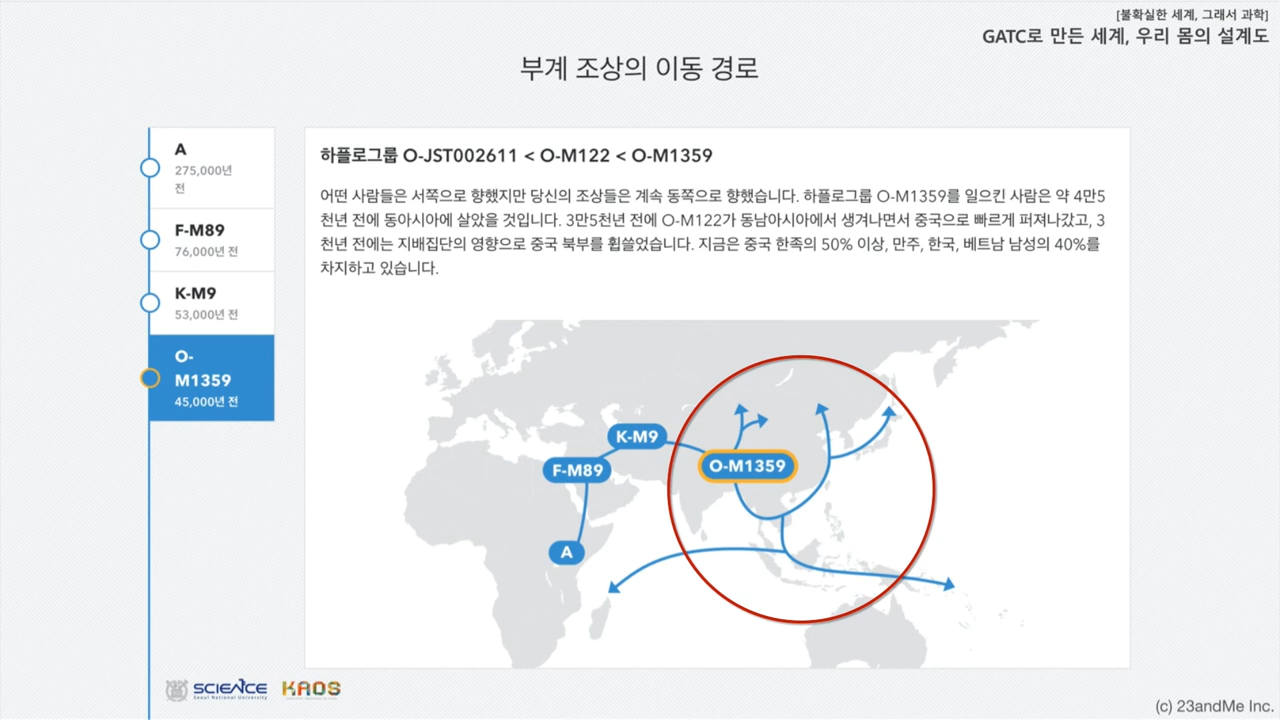 [불확실한 세계, 그래서 과학]
GATC로 만든 세계, 우리 몸의 설계도
부계 조상의 이동 경로
A
275,000년
전
F-M89
76,000년 전
K-M9
53,000년 전
O-
M1359
45,000년 전
하플로그룹 O-JST002611 < O-M122 < O-M1359
어떤 사람들은 서쪽으로 향했지만 당신의 조상들은 계속 동쪽으로 향했습니다. 하플로그룹 O-M1359를 일으킨 사람은 약 4만5
천년 전에 동아시아에 살았을 것입니다. 3만5천년 전에 O-M122가 동남아시아에서 생겨나면서 중국으로 빠르게 퍼져나갔고, 3
천년 전에는 지배집단의 영향으로 중국 북부를 휩쓸었습니다. 지금은 중국 한족의 50% 이상, 만주, 한국, 베트남 남성의 40%를
차지하고 있습니다.
K-M9
F-M89
O-M1359
A
SCIENCE
Seoul National University
KAOS
(c) 23andMe Inc.